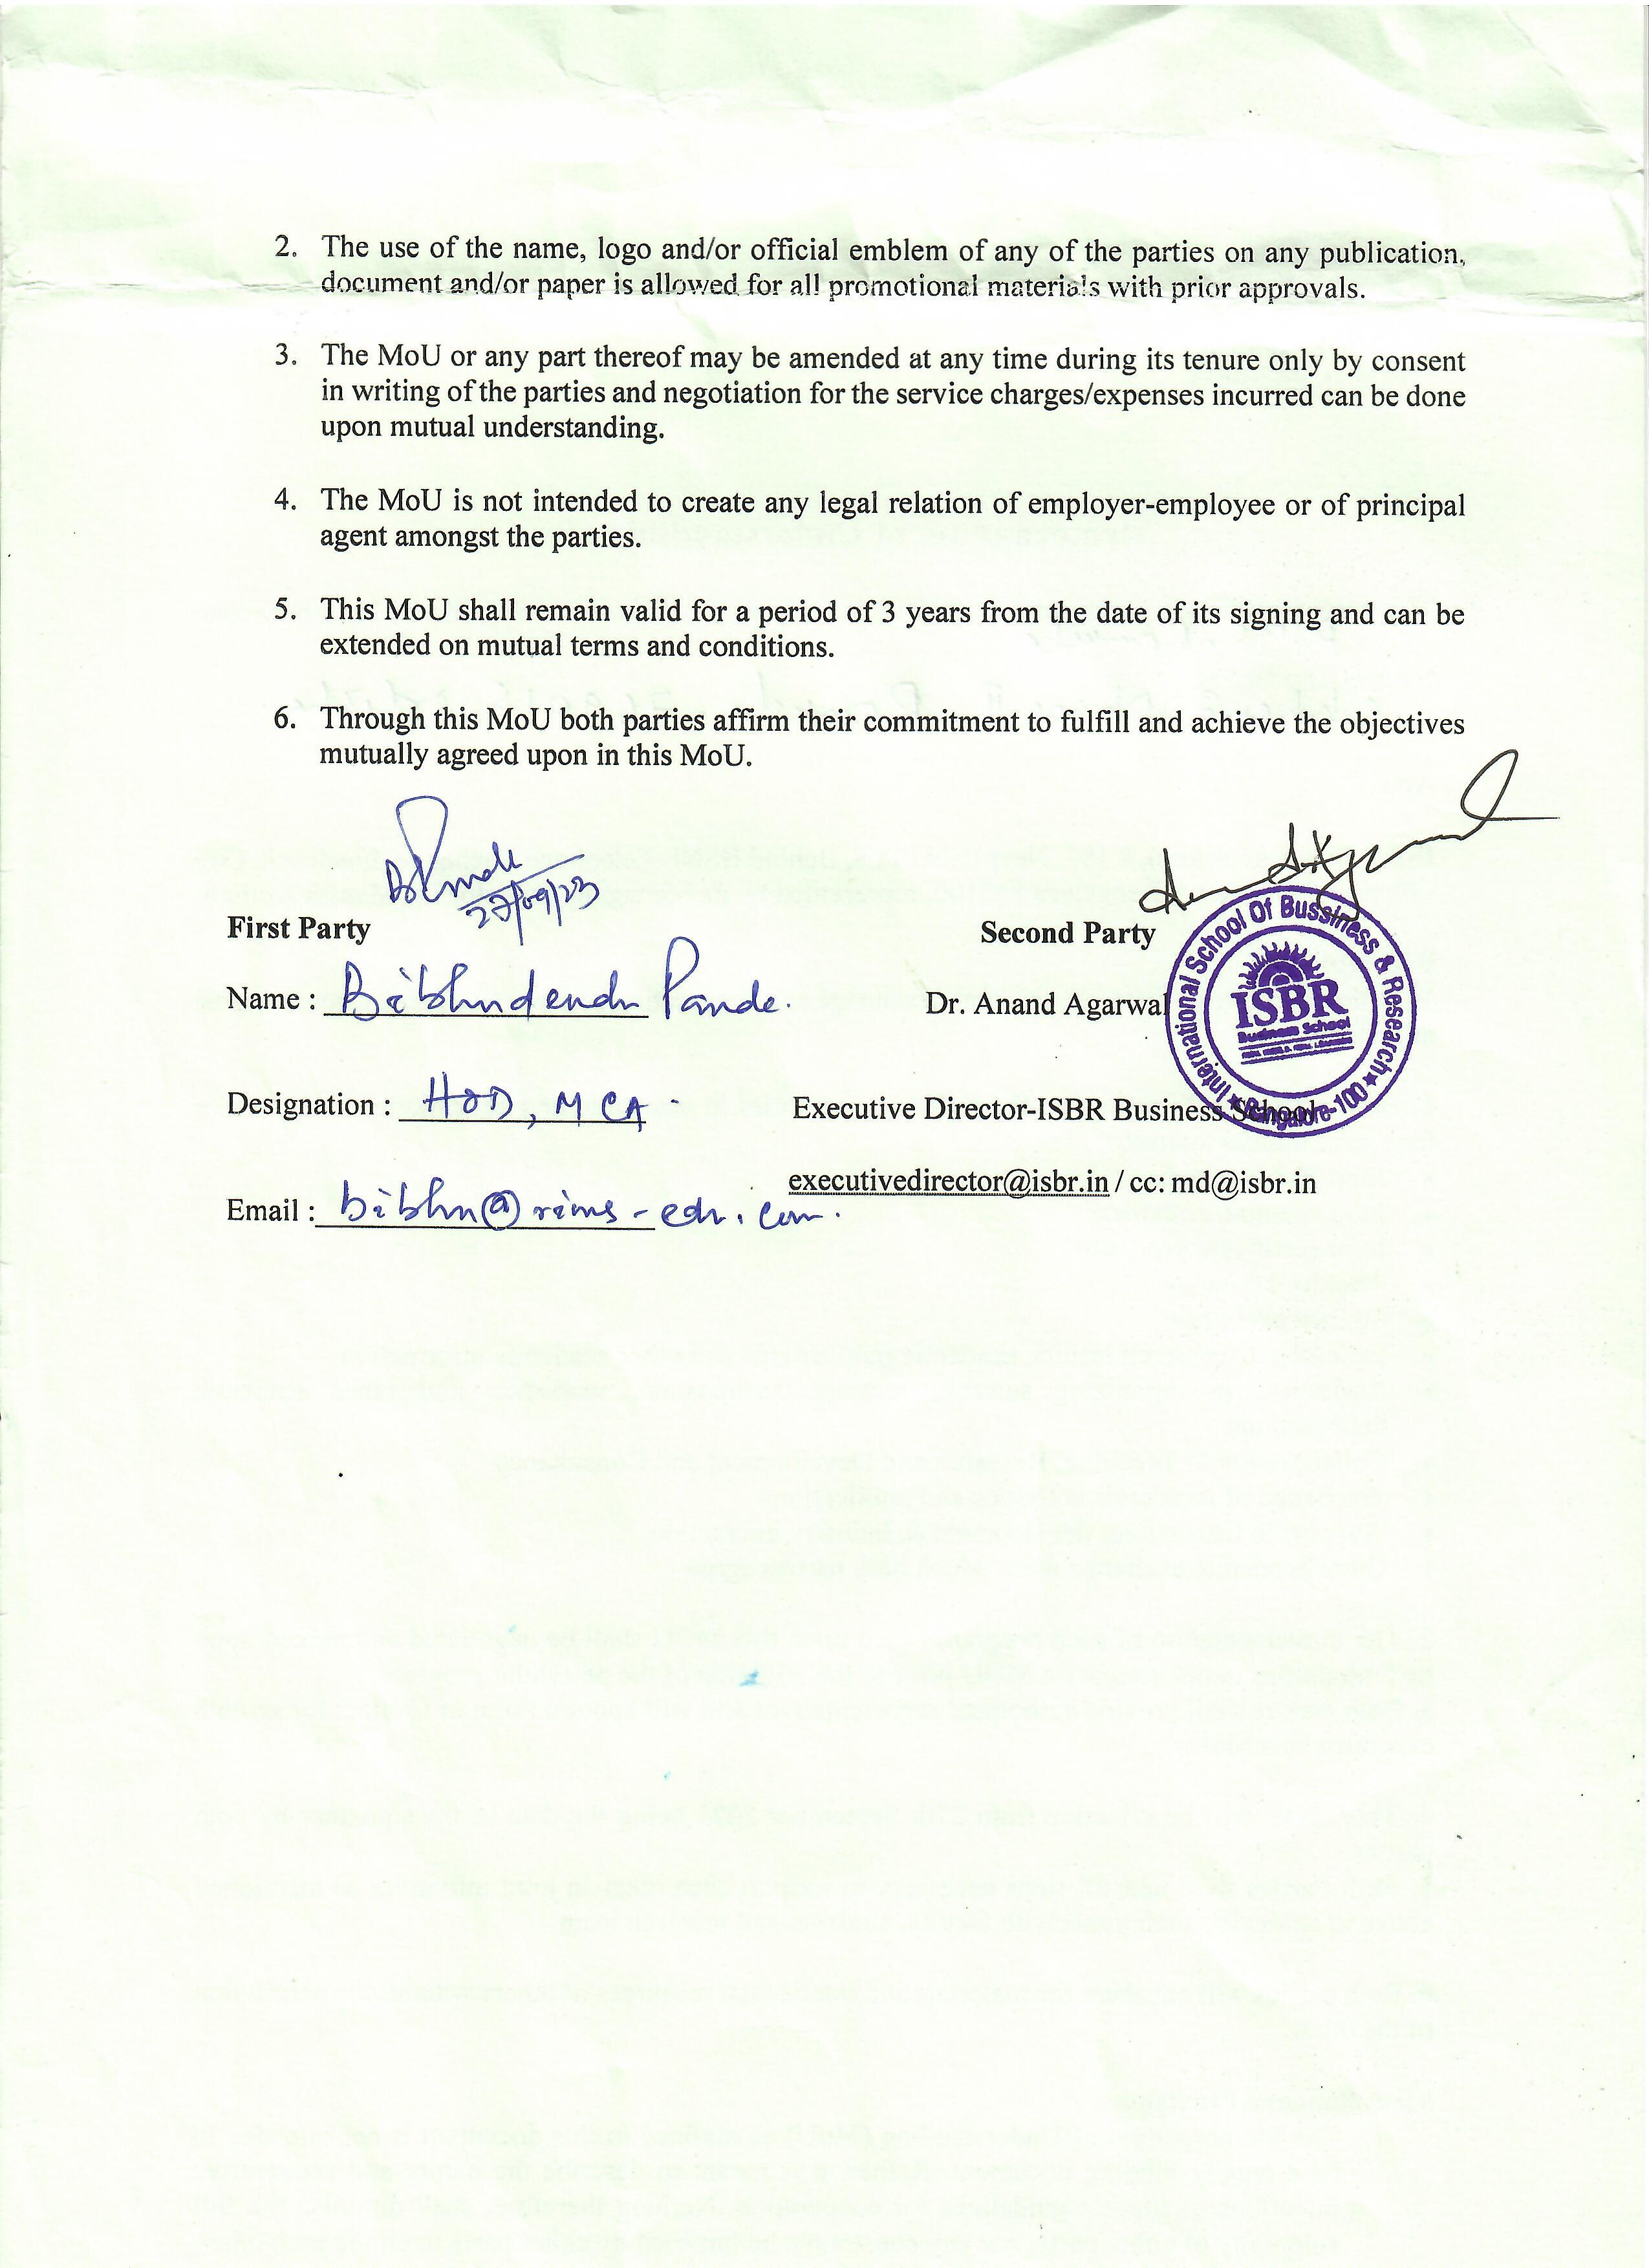 2. The use of the name, logo and/or official emblem of any of the parties on any publication,
document and/or paper is allowed for all promotional materials with prior approvals.
3. The MoU or any part thereof may be amended at any time during its tenure only by consent
in writing of the parties and negotiation for the service charges/expenses incurred can be done
upon mutual understanding.
4. The MoU is not intended to create any legal relation of employer-employee or of principal
agent amongst the parties.
5. This MoU shall remain valid for a period of 3 years from the date of its signing and can be
extended on mutual terms and conditions.
6. Through this MoU both parties affirm their commitment to fulfill and achieve the objectives
mutually agreed upon in this MoU.
27/09/23
First Party
Second Party
International School Of Bussiness & Research
★ Bangalore-100 ★
ISBR
Business School
Name : Bibhudendu Pande.
Dr. Anand Agarwal
Designation : HOD, MCA.
Executive Director-ISBR Business School
executivedirector@isbr.in / cc: md@isbr.in
Email : bibhu@rims-edu.com.